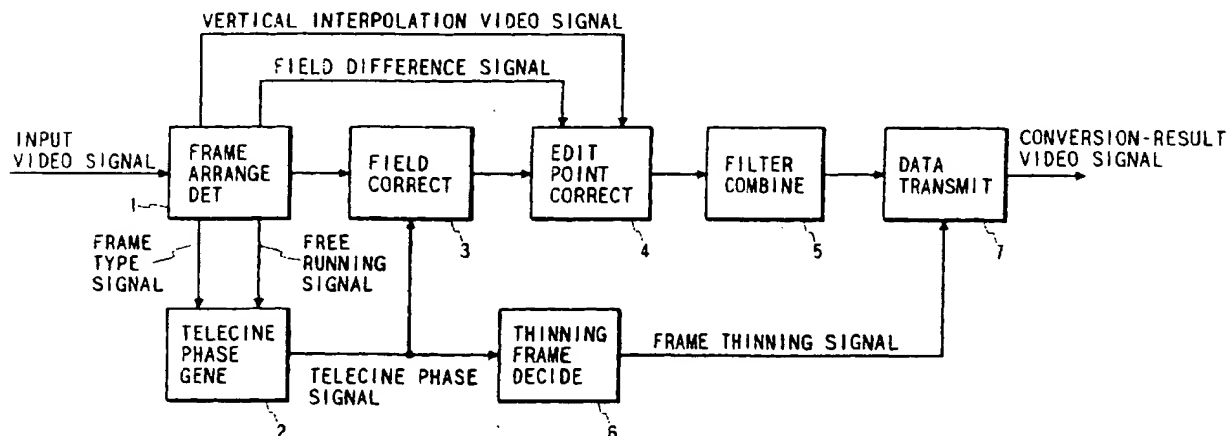 VERTICAL INTERPOLATION VIDEO SIGNAL
FIELD DIFFERENCE SIGNAL
INPUT
VIDEO SIGNAL
FRAME
ARRANGE
DET
1
FIELD
CORRECT
3
EDIT
POINT
CORRECT
4
FILTER
COMBINE
5
DATA
TRANSMIT
7
CONVERSION-RESULT
VIDEO SIGNAL
FRAME
TYPE
SIGNAL
FREE
RUNNING
SIGNAL
TELECINE
PHASE
GENE
2
TELECINE PHASE
SIGNAL
THINNING
FRAME
DECIDE
6
FRAME THINNING SIGNAL